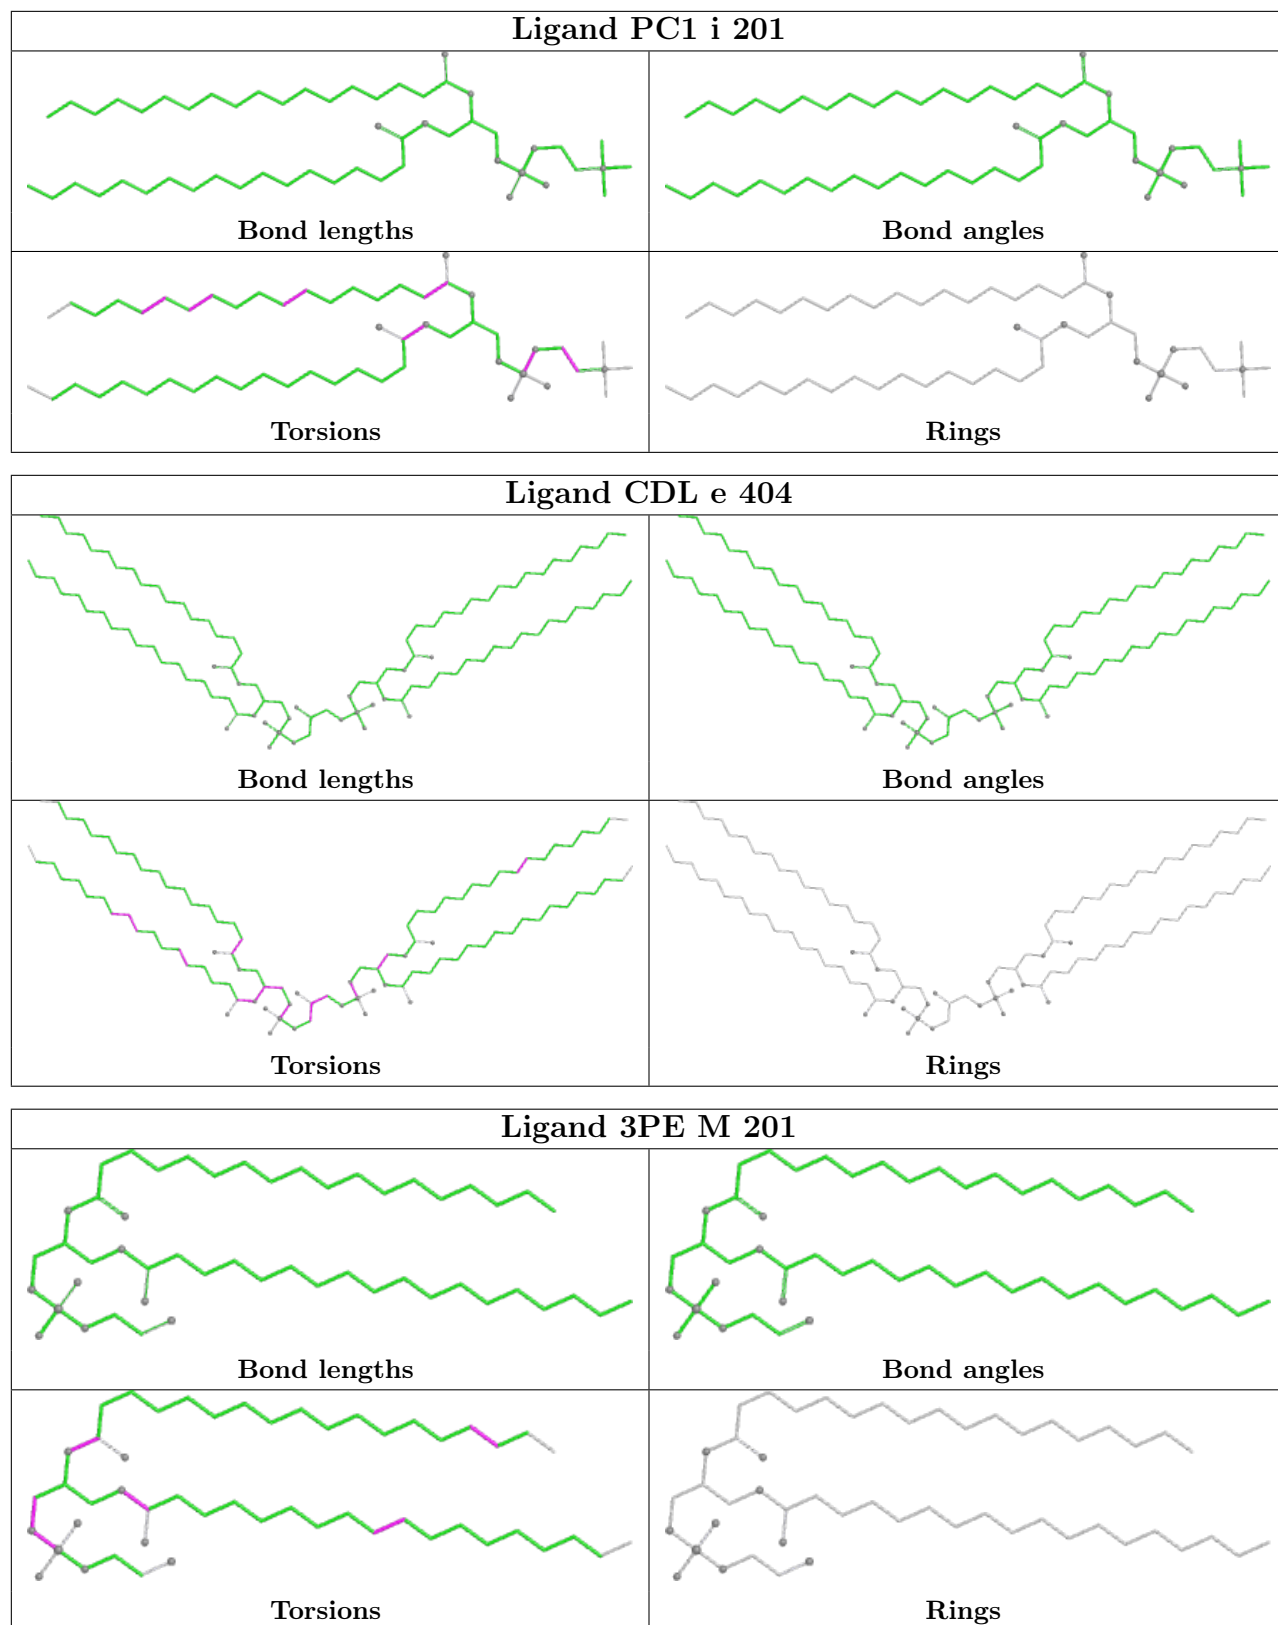 Ligand PC1 i 201
Bond lengths
Bond angles
Torsions
Rings
Ligand CDL e 404
Bond lengths
Bond angles
Torsions
Rings
Ligand 3PE M 201
Bond lengths
Bond angles
Torsions
Rings